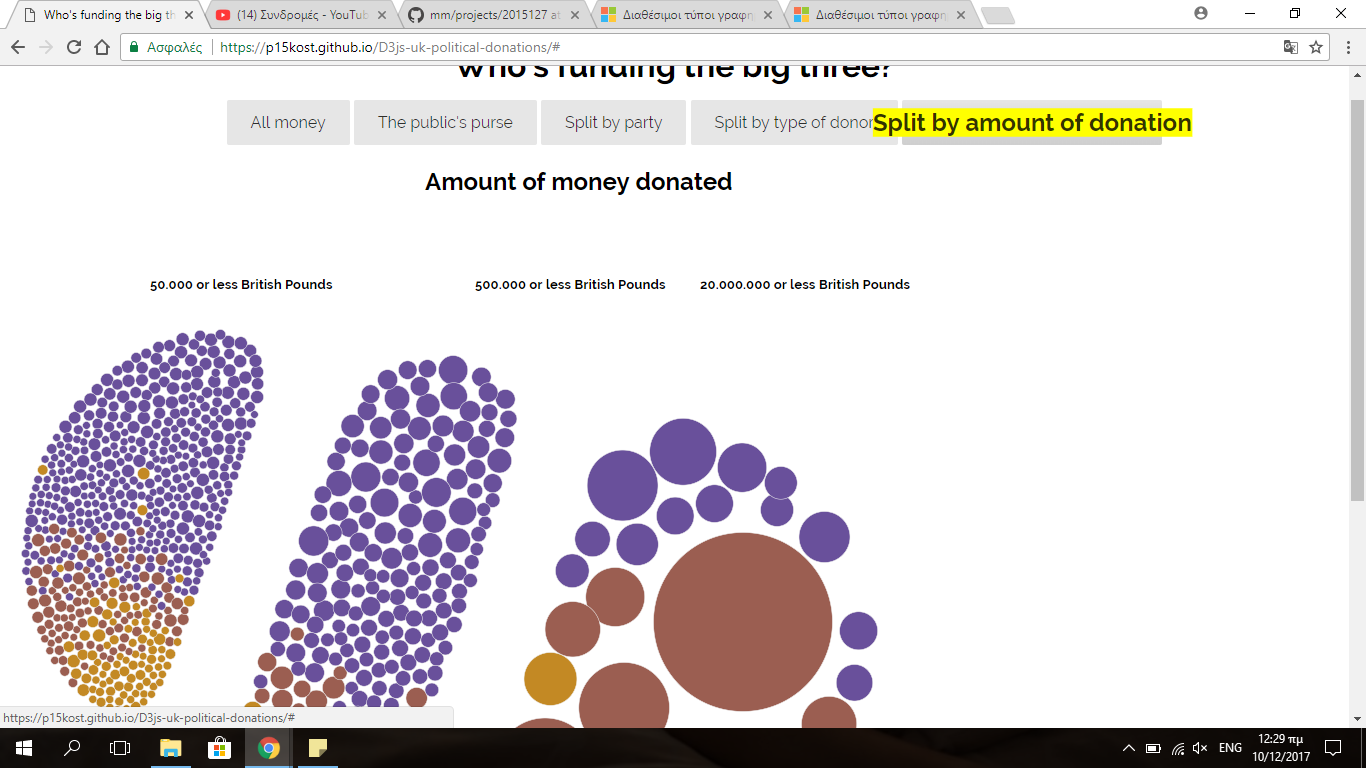 Who's funding the big th
(14) Συνδρομές - YouTub
mm/projects/2015127 at
Διαθέσιμοι τύποι γραφη
Διαθέσιμοι τύποι γραφη
Ασφαλές https://p15kost.github.io/D3js-uk-political-donations/#
Who's funding the big three?
All money The public's purse Split by party Split by type of donor Split by amount of donation
Amount of money donated
50.000 or less British Pounds 500.000 or less British Pounds 20.000.000 or less British Pounds
https://p15kost.github.io/D3js-uk-political-donations/#
ENG 12:29 πμ
10/12/2017